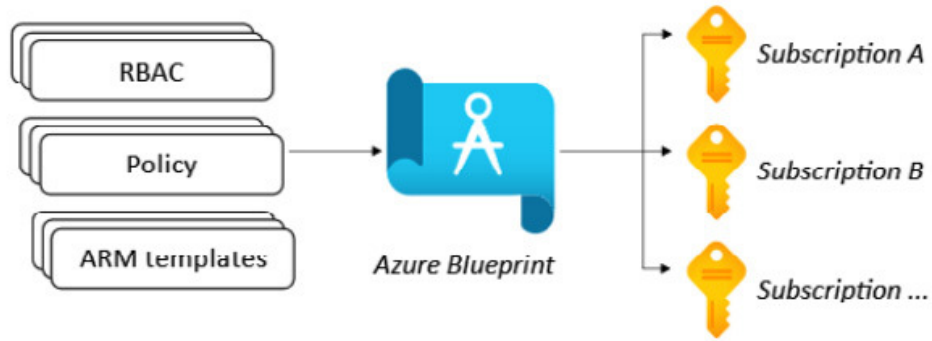 RBAC
Policy
ARM templates
Azure Blueprint
Subscription A
Subscription B
Subscription ...